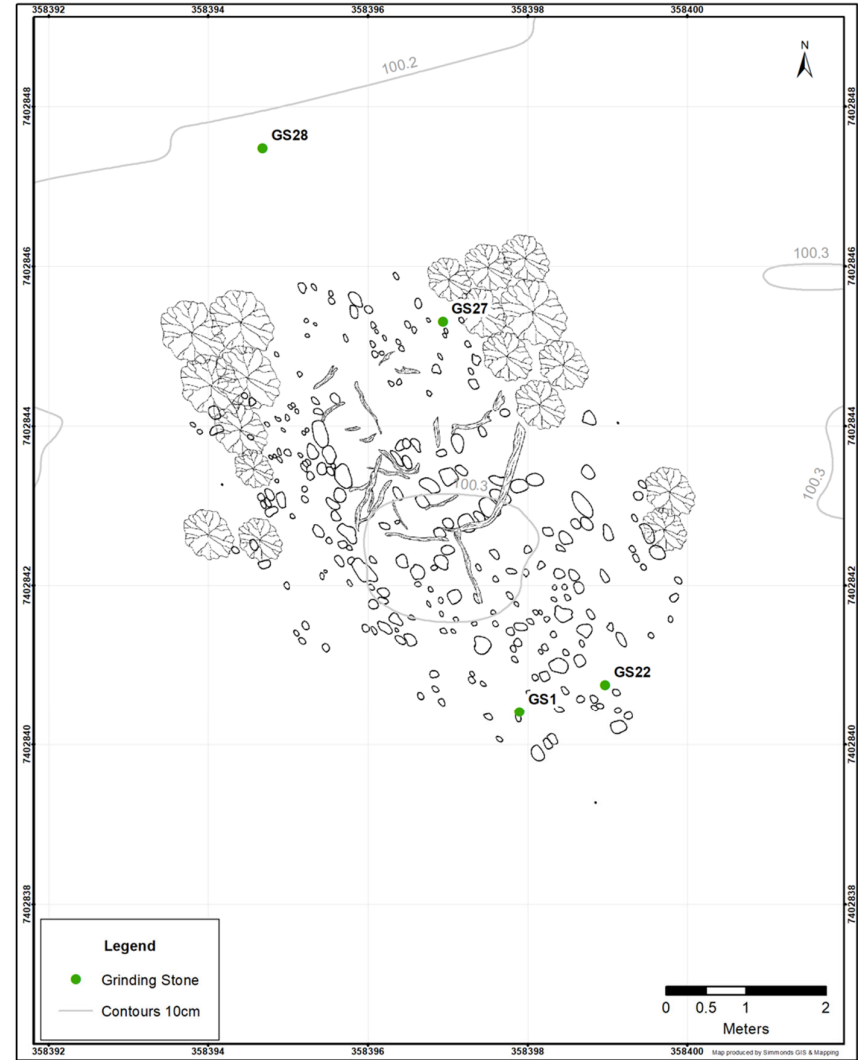 358392 358394 358396 358398 358400
N
100.2
7402848 7402848
GS28
7402846 7402846
100.3
GS27
7402844 7402844
100.3
100.3
7402842 7402842
GS22
GS1
7402840 7402840
7402838 7402838
Legend
Grinding Stone
Contours 10cm
0 0.5 1 2
Meters
Map produced by Simmonds GIS & Mapping
358392 358394 358396 358398 358400